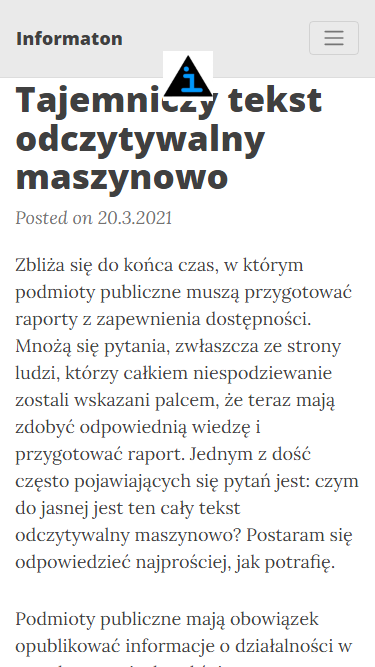 Informaton
Tajemniczy tekst
odczytywalny
maszynowo
Posted on 20.3.2021
Zbliża się do końca czas, w którym
podmioty publiczne muszą przygotować
raporty z zapewnienia dostępności.
Mnożą się pytania, zwłaszcza ze strony
ludzi, którzy całkiem niespodziewanie
zostali wskazani palcem, że teraz mają
zdobyć odpowiednią wiedzę i
przygotować raport. Jednym z dość
często pojawiających się pytań jest: czym
do jasnej jest ten cały tekst
odczytywalny maszynowo? Postaram się
odpowiedzieć najprościej, jak potrafię.
Podmioty publiczne mają obowiązek
opublikować informacje o działalności w